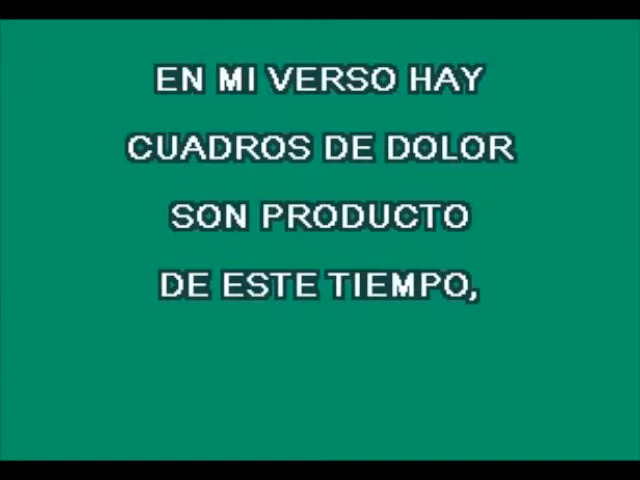 EN MI VERSO HAY
CUADROS DE DOLOR
SON PRODUCTO
DE ESTE TIEMPO,